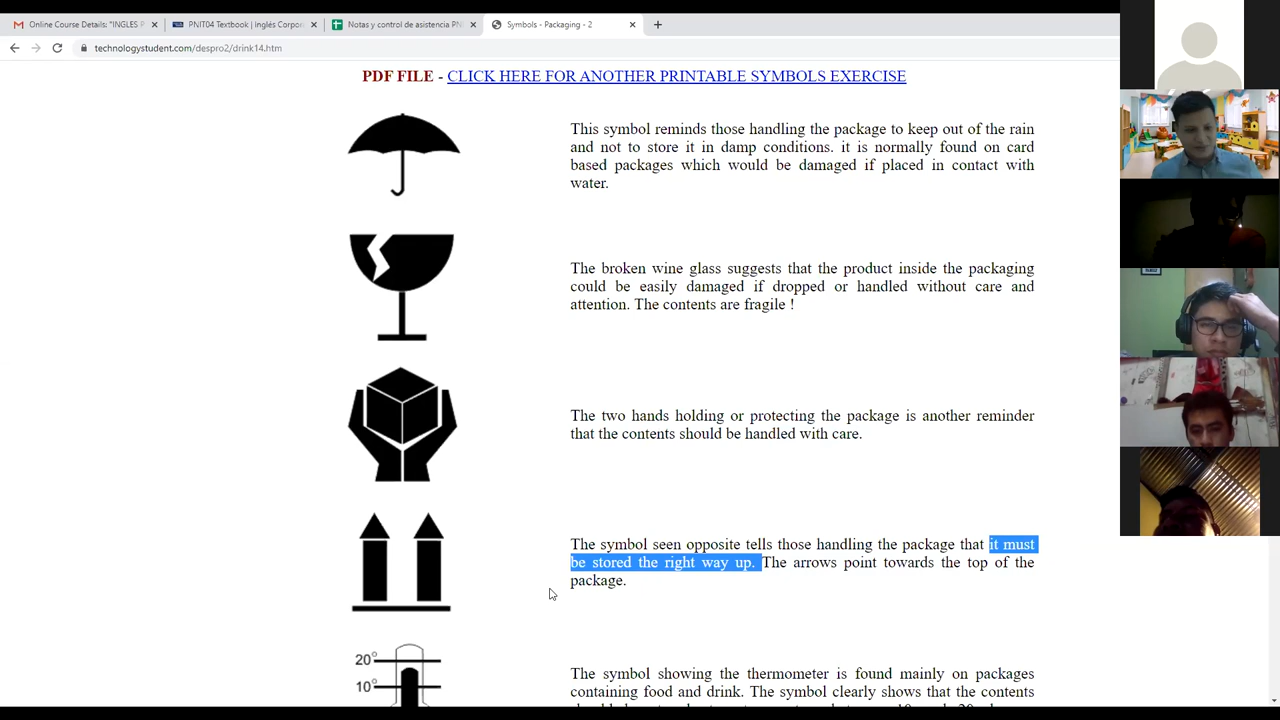 Online Course Details: "INGLES P
PNIT04 Textbook | Inglés Corpor
Notas y control de asistencia PNI
Symbols - Packaging - 2
technologystudent.com/despro2/drink14.htm
PDF FILE - CLICK HERE FOR ANOTHER PRINTABLE SYMBOLS EXERCISE
This symbol reminds those handling the package to keep out of the rain
and not to store it in damp conditions. it is normally found on card
based packages which would be damaged if placed in contact with
water.
The broken wine glass suggests that the product inside the packaging
could be easily damaged if dropped or handled without care and
attention. The contents are fragile !
The two hands holding or protecting the package is another reminder
that the contents should be handled with care.
The symbol seen opposite tells those handling the package that it must
be stored the right way up. The arrows point towards the top of the
package.
20°
10°
The symbol showing the thermometer is found mainly on packages
containing food and drink. The symbol clearly shows that the contents